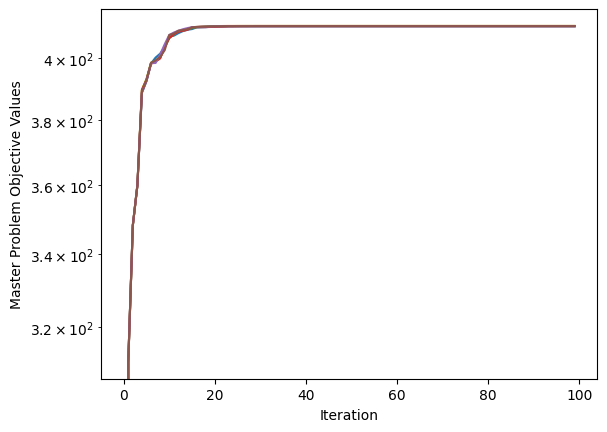 4 × 10²
3.8 × 10²
3.6 × 10²
3.4 × 10²
3.2 × 10²
Master Problem Objective Values
0 20 40 60 80 100
Iteration